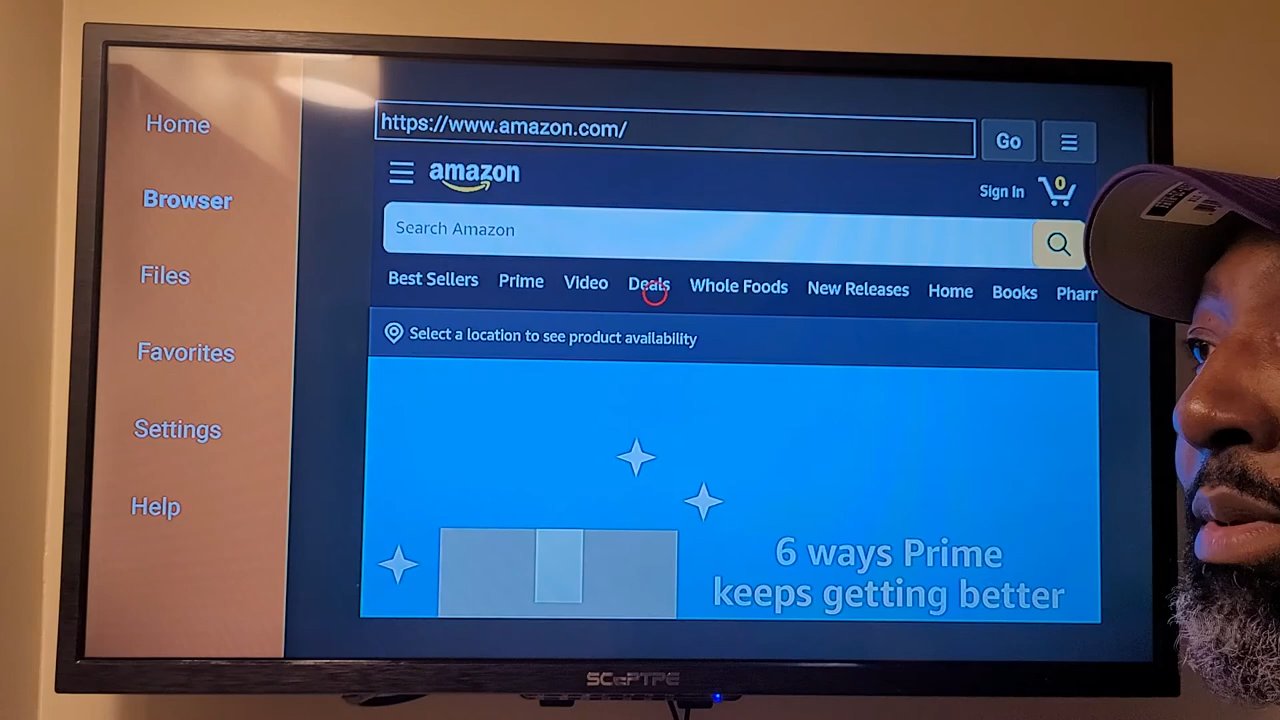 Home
Browser
Files
Favorites
Settings
Help
https://www.amazon.com/
Go
amazon
Sign In
0
Search Amazon
Best Sellers Prime Video Deals Whole Foods New Releases Home Books Pharr
Select a location to see product availability
6 ways Prime
keeps getting better
SCEPTRE